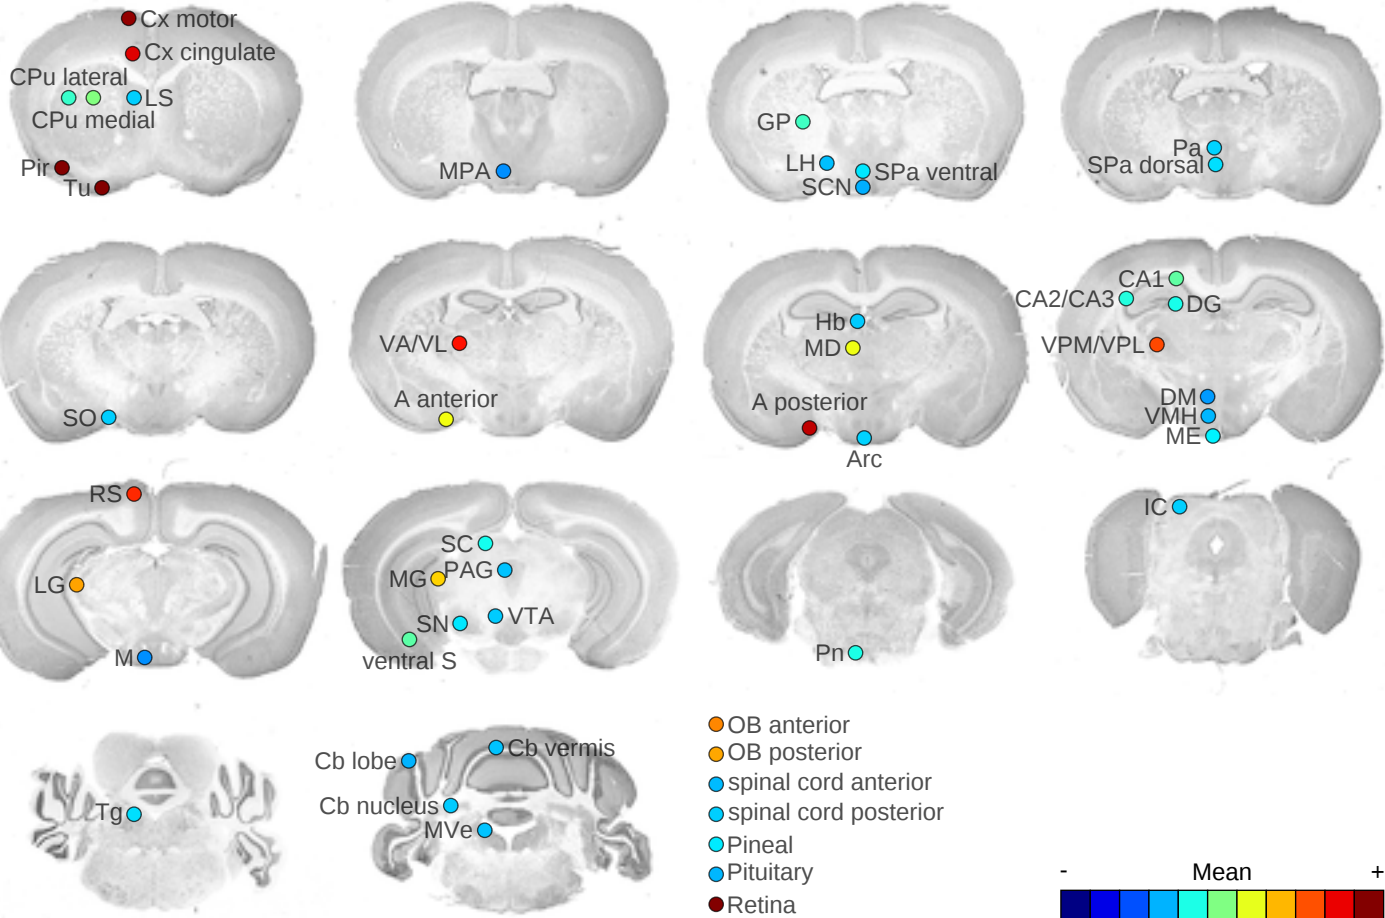 Cx motor
Cx cingulate
CPu lateral
LS
CPu medial
Pir
Tu
MPA
GP
LH
SPa ventral
SCN
Pa
SPa dorsal
SO
VA/VL
A anterior
Hb
MD
A posterior
Arc
CA1
CA2/CA3
DG
VPM/VPL
DM
VMH
ME
RS
LG
M
SC
MG
PAG
SN
VTA
ventral S
Pn
IC
Tg
Cb lobe
Cb vermis
Cb nucleus
MVe
OB anterior
OB posterior
spinal cord anterior
spinal cord posterior
Pineal
Pituitary
Retina
- Mean +